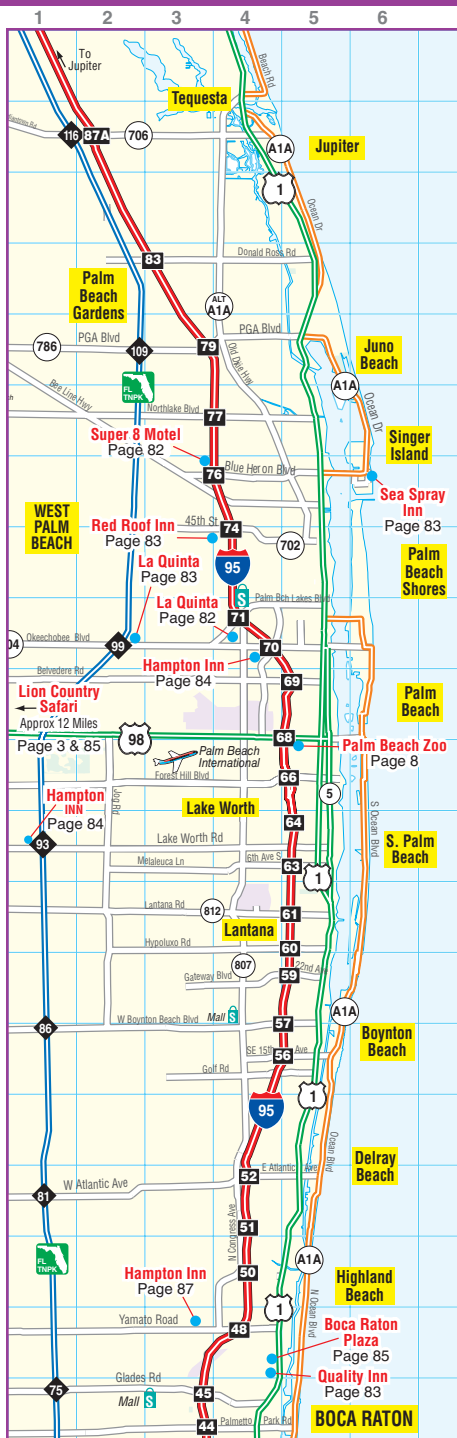 1 2 3 4 5 6
To
Jupiter
Beach Rd
Tequesta
116
87A
706
A1A
Jupiter
1
Ocean Dr
83
Donald Ross Rd
Palm
Beach
Gardens
ALT
A1A
786
PGA Blvd
109
79
PGA Blvd
Old Dixie Hwy
Juno
Beach
A1A
FL
TNPK
Bee Line Hwy
Northlake Blvd
77
Ocean Dr
Super 8 Motel
Page 82
76
Blue Heron Blvd
Singer
Island
Sea Spray
Inn
Page 83
WEST
PALM
BEACH
45th St
74
Red Roof Inn
Page 83
702
95
Palm
Beach
Shores
La Quinta
Page 83
La Quinta
Page 82
S
Palm Bch Lakes Blvd
71
04
Okeechobee Blvd
99
70
Hampton Inn
Page 84
Belvedere Rd
69
Lion Country
Safari
Approx 12 Miles
Page 3 & 85
Palm
Beach
98
68
Palm Beach
International
Palm Beach Zoo
Page 8
Forest Hill Blvd
66
Jog Rd
5
Hampton
INN
Page 84
Lake Worth
64
S Ocean Blvd
S. Palm
Beach
93
Lake Worth Rd
6th Ave S
63
Melaleuca Ln
1
Lantana Rd
812
61
Lantana
Hypoluxo Rd
60
807
22nd Ave
59
Gateway Blvd
A1A
86
W Boynton Beach Blvd
Mall
S
57
Boynton
Beach
SE 15th Ave
56
Golf Rd
1
95
Ocean Blvd
Delray
Beach
E Atlantic Ave
52
81
W Atlantic Ave
N Congress Ave
51
A1A
FL
TNPK
50
Highland
Beach
Hampton Inn
Page 87
1
N Ocean Blvd
Yamato Road
48
Boca Raton
Plaza
Page 85
Quality Inn
Page 83
75
Glades Rd
Mall
S
45
44
Palmetto Park Rd
BOCA RATON